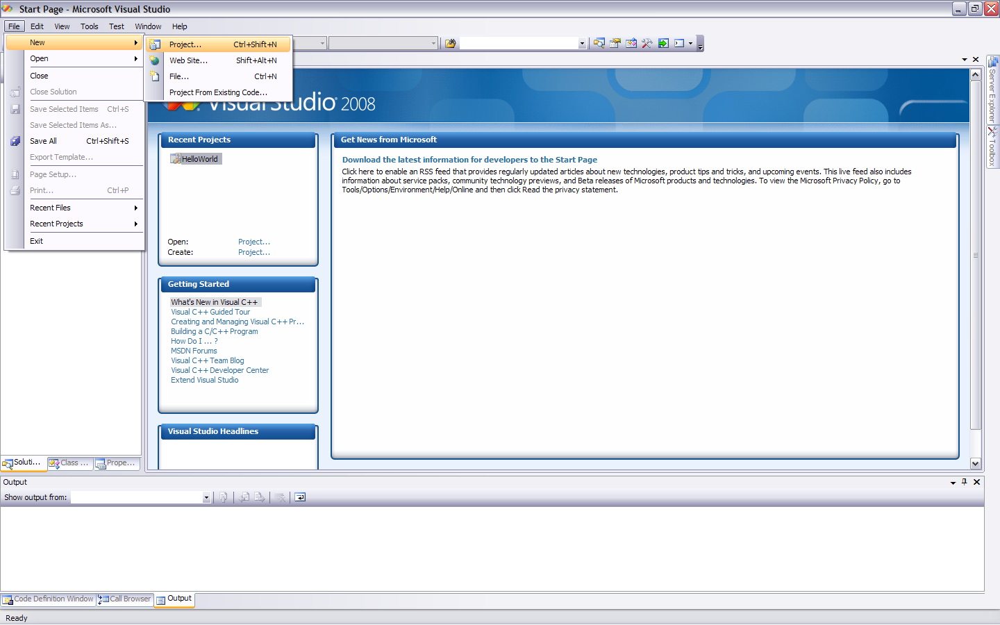 Start Page - Microsoft Visual Studio
File Edit View Tools Test Window Help
New
Open
Close
Close Solution
Save Selected Items Ctrl+S
Save Selected Items As...
Save All Ctrl+Shift+S
Export Template...
Page Setup...
Print... Ctrl+P
Recent Files
Recent Projects
Exit
Project... Ctrl+Shift+N
Web Site... Shift+Alt+N
File... Ctrl+N
Project From Existing Code...
Visual Studio 2008
Recent Projects
HelloWorld
Open: Project...
Create: Project...
Getting Started
What's New in Visual C++
Visual C++ Guided Tour
Creating and Managing Visual C++ Pr...
Building a C/C++ Program
How Do I ... ?
MSDN Forums
Visual C++ Team Blog
Visual C++ Developer Center
Extend Visual Studio
Visual Studio Headlines
Get News from Microsoft
Download the latest information for developers to the Start Page
Click here to enable an RSS feed that provides regularly updated articles about new technologies, product tips and tricks, and upcoming events. This live feed also includes
information about service packs, community technology previews, and Beta releases of Microsoft products and technologies. To view the Microsoft Privacy Policy, go to
Tools/Options/Environment/Help/Online and then click Read the privacy statement.
Server Explorer
Toolbox
Soluti... Class ... Prope...
Output
Show output from:
Code Definition Window Call Browser Output
Ready